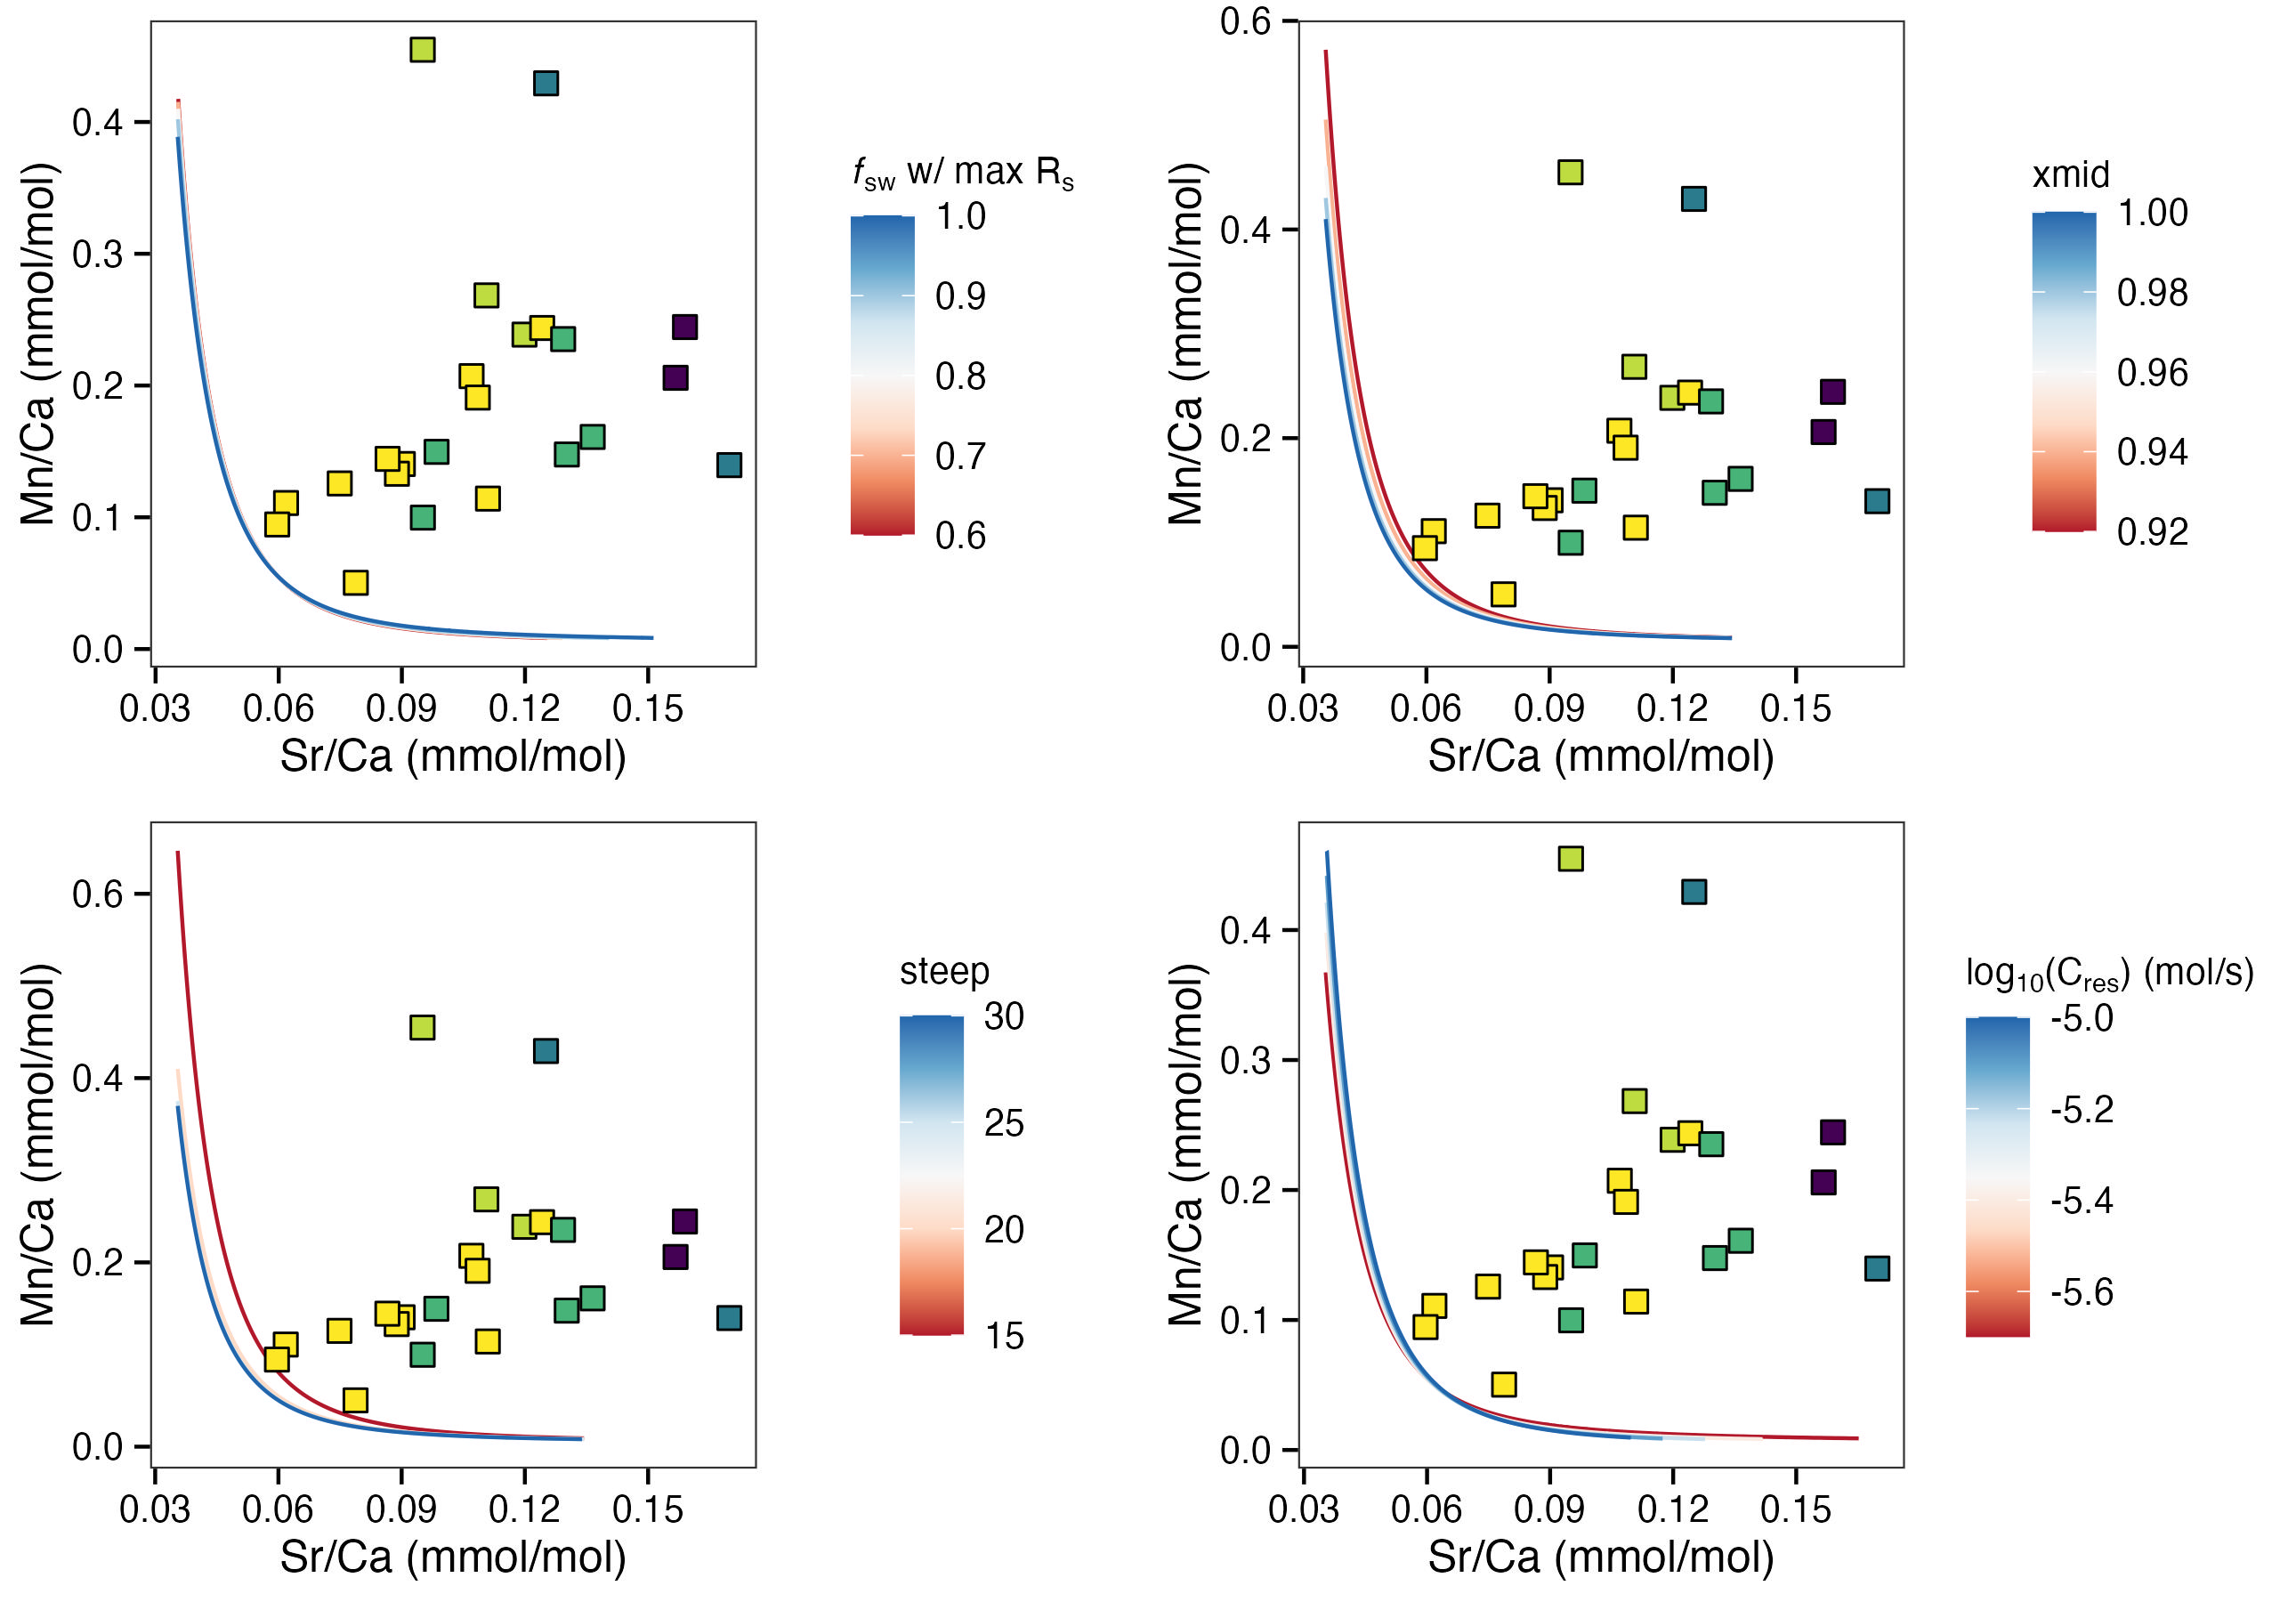 0.4
0.3
0.2
0.1
0.0
Mn/Ca (mmol/mol)
0.03 0.06 0.09 0.12 0.15
Sr/Ca (mmol/mol)
fsw w/ max Rs
1.0
0.9
0.8
0.7
0.6
0.6
0.4
0.2
0.0
Mn/Ca (mmol/mol)
0.03 0.06 0.09 0.12 0.15
Sr/Ca (mmol/mol)
xmid
1.00
0.98
0.96
0.94
0.92
0.6
0.4
0.2
0.0
Mn/Ca (mmol/mol)
0.03 0.06 0.09 0.12 0.15
Sr/Ca (mmol/mol)
steep
30
25
20
15
0.4
0.3
0.2
0.1
0.0
Mn/Ca (mmol/mol)
0.03 0.06 0.09 0.12 0.15
Sr/Ca (mmol/mol)
log10(Cres) (mol/s)
-5.0
-5.2
-5.4
-5.6